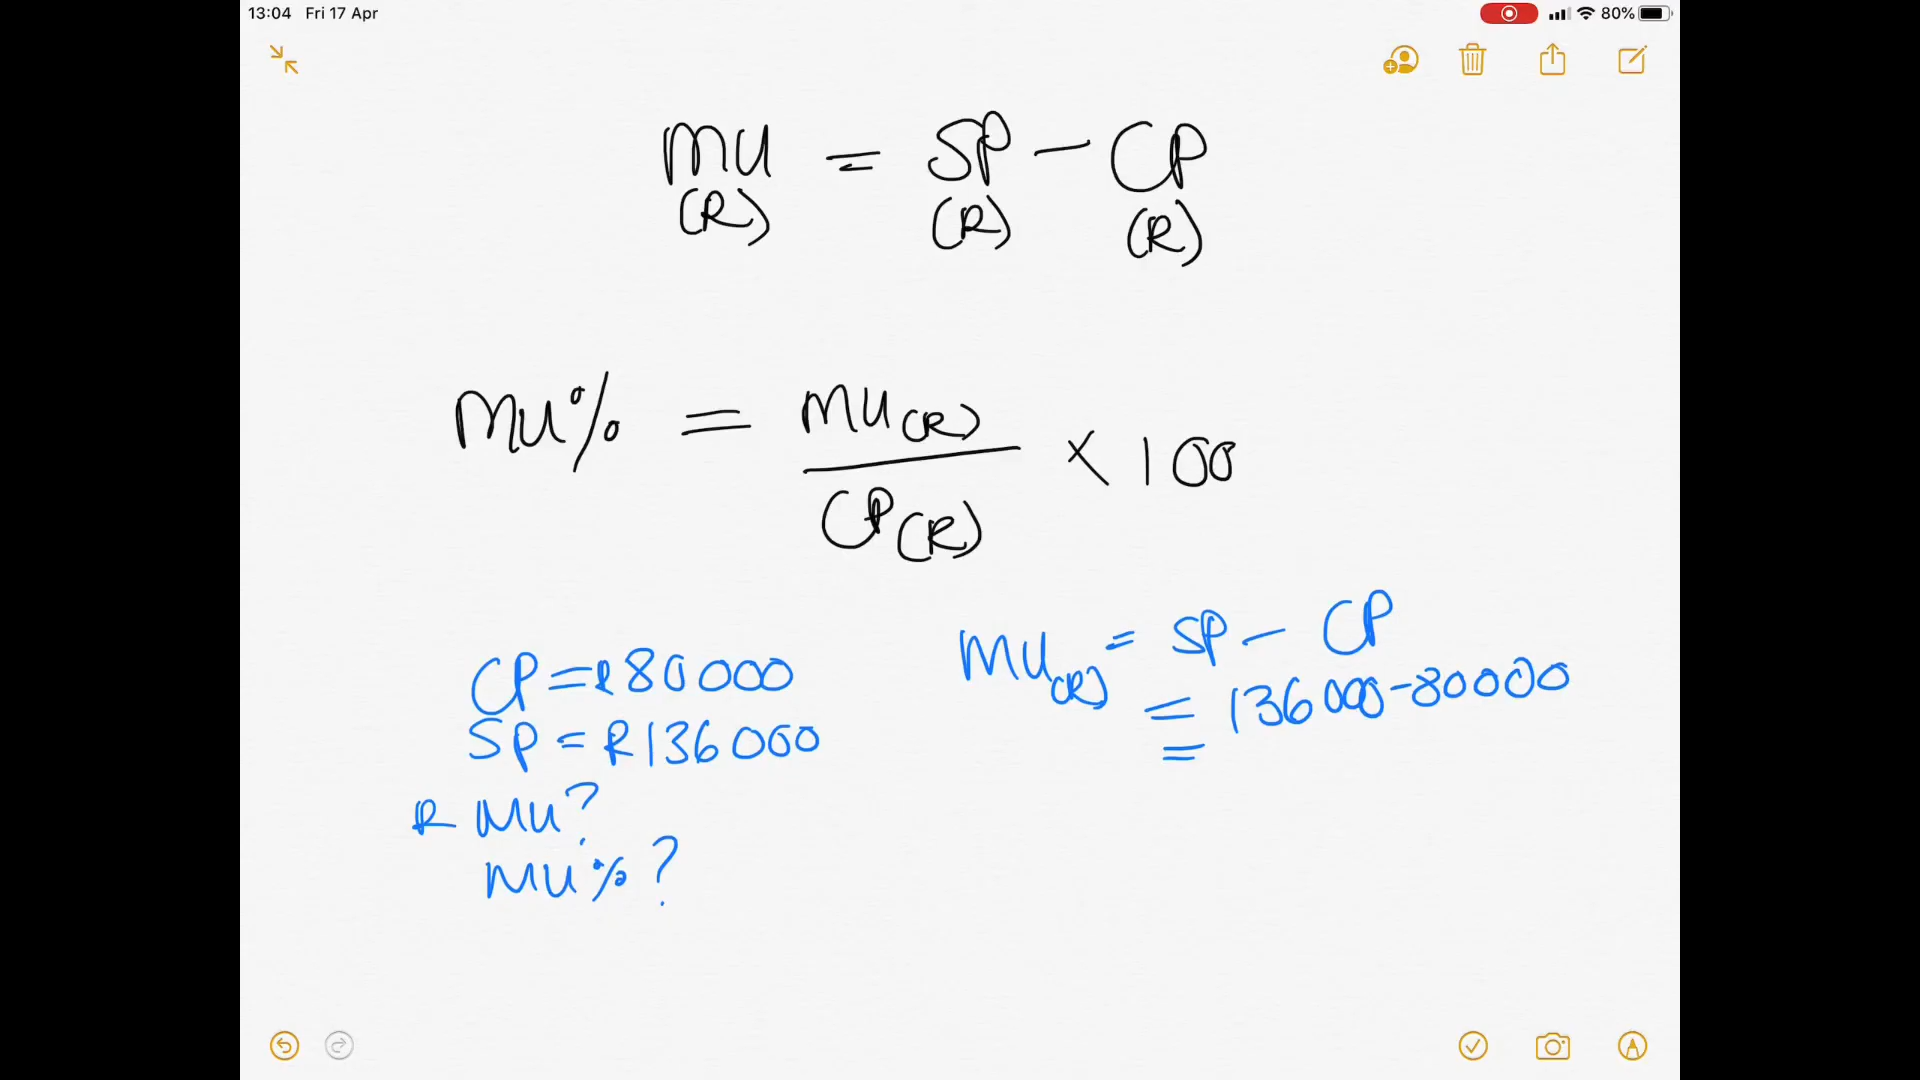 13:04 Fri 17 Apr 80%
MU = SP - CP
(R) (R) (R)
MU% = MU(R) / CP(R) × 100
CP = R80000
SP = R136000
R MU?
MU%?
MU(R) = SP - CP
= 136000-80000
=